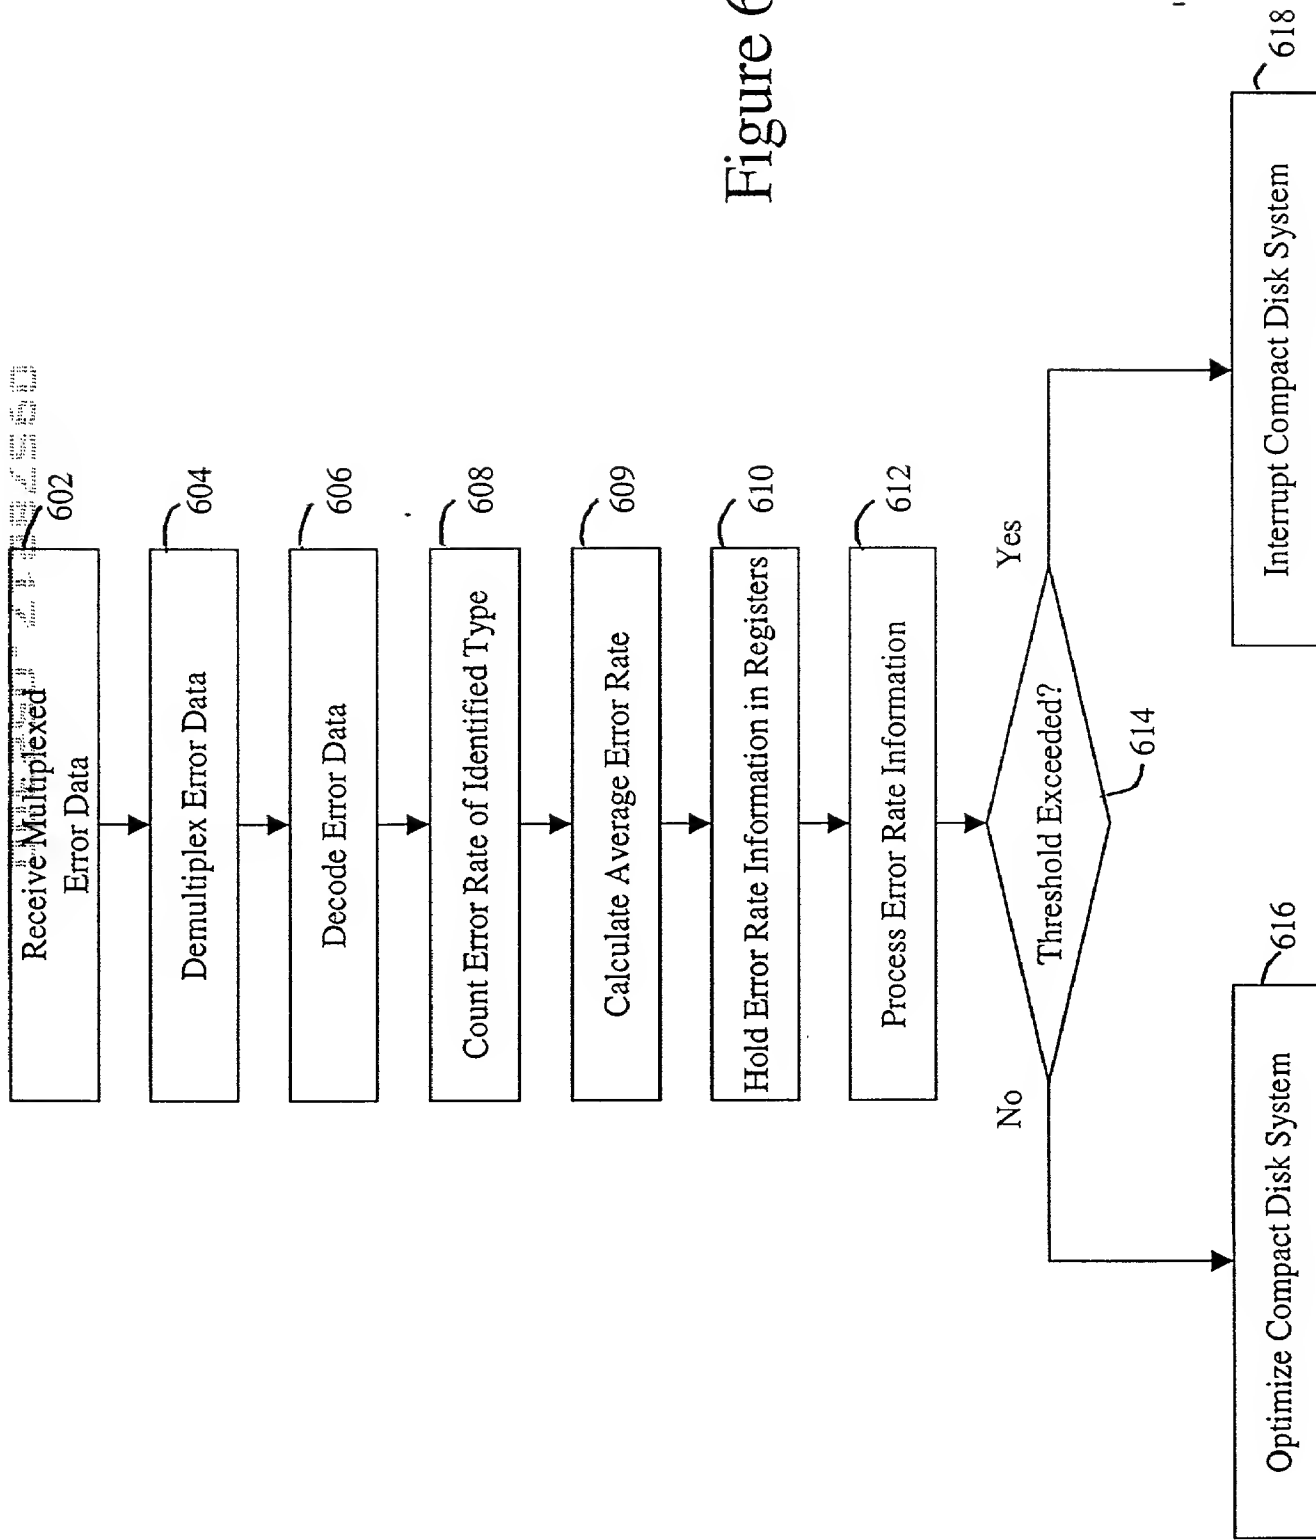 602
Receive Multiplexed
Error Data
604
Demultiplex Error Data
606
Decode Error Data
608
Count Error Rate of Identified Type
609
Calculate Average Error Rate
610
Hold Error Rate Information in Registers
612
Process Error Rate Information
Threshold Exceeded?
614
No
Yes
616
Optimize Compact Disk System
618
Interrupt Compact Disk System
Figure 6